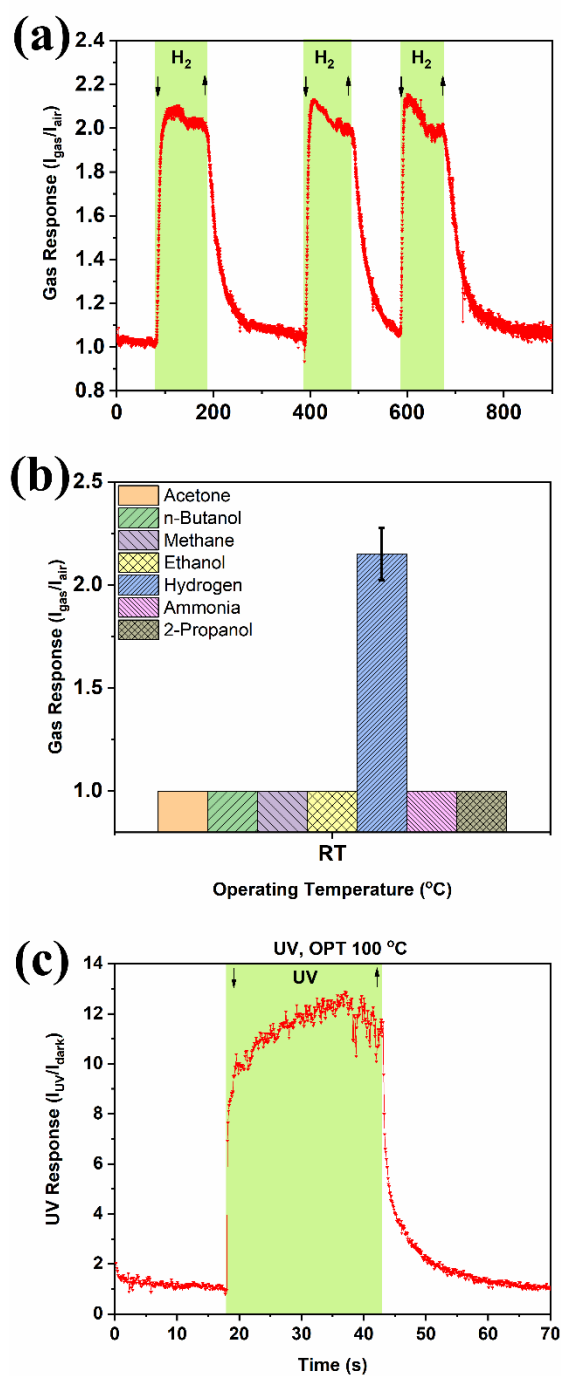 (a)
H2 H2 H2
Gas Response (Igas/Iair)
2.4
2.2
2.0
1.8
1.6
1.4
1.2
1.0
0.8
0 200 400 600 800
(b)
Gas Response (Igas/Iair)
2.5
2.0
1.5
1.0
Acetone
n-Butanol
Methane
Ethanol
Hydrogen
Ammonia
2-Propanol
RT
Operating Temperature (°C)
(c)
UV, OPT 100 °C
UV
UV Response (IUV/Idark)
14
12
10
8
6
4
2
0
0 10 20 30 40 50 60 70
Time (s)